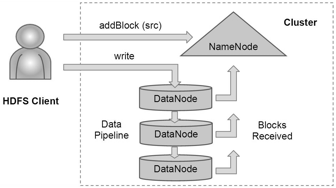 addBlock (src)
Cluster
NameNode
write
HDFS Client
DataNode
Data
Pipeline
DataNode
Blocks
Received
DataNode